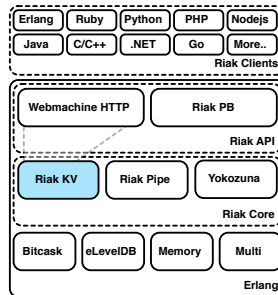 Erlang Ruby Python PHP Nodejs
Java C/C++ .NET Go More..
Riak Clients
Webmachine HTTP Riak PB
Riak API
Riak KV Riak Pipe Yokozuna
Riak Core
Bitcask eLevelDB Memory Multi
Erlang